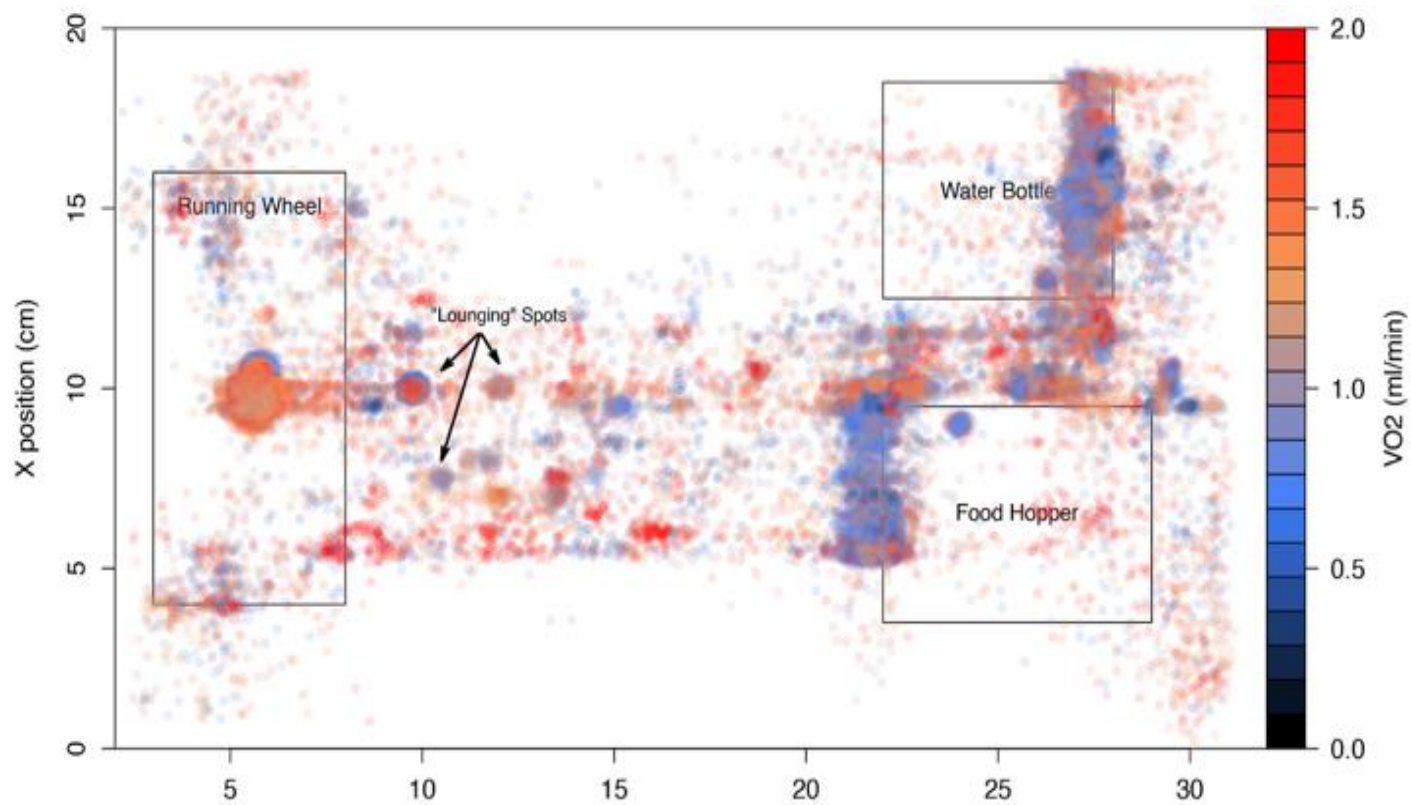 20
2.0
Running Wheel
Water Bottle
15
1.5
"Lounging" Spots
X position (cm)
10
1.0
VO2 (ml/min)
Food Hopper
5
0.5
0
0.0
5
10
15
20
25
30